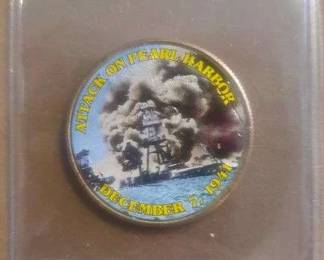 ATTACK ON PEARL HARBOR
DECEMBER 7, 1941